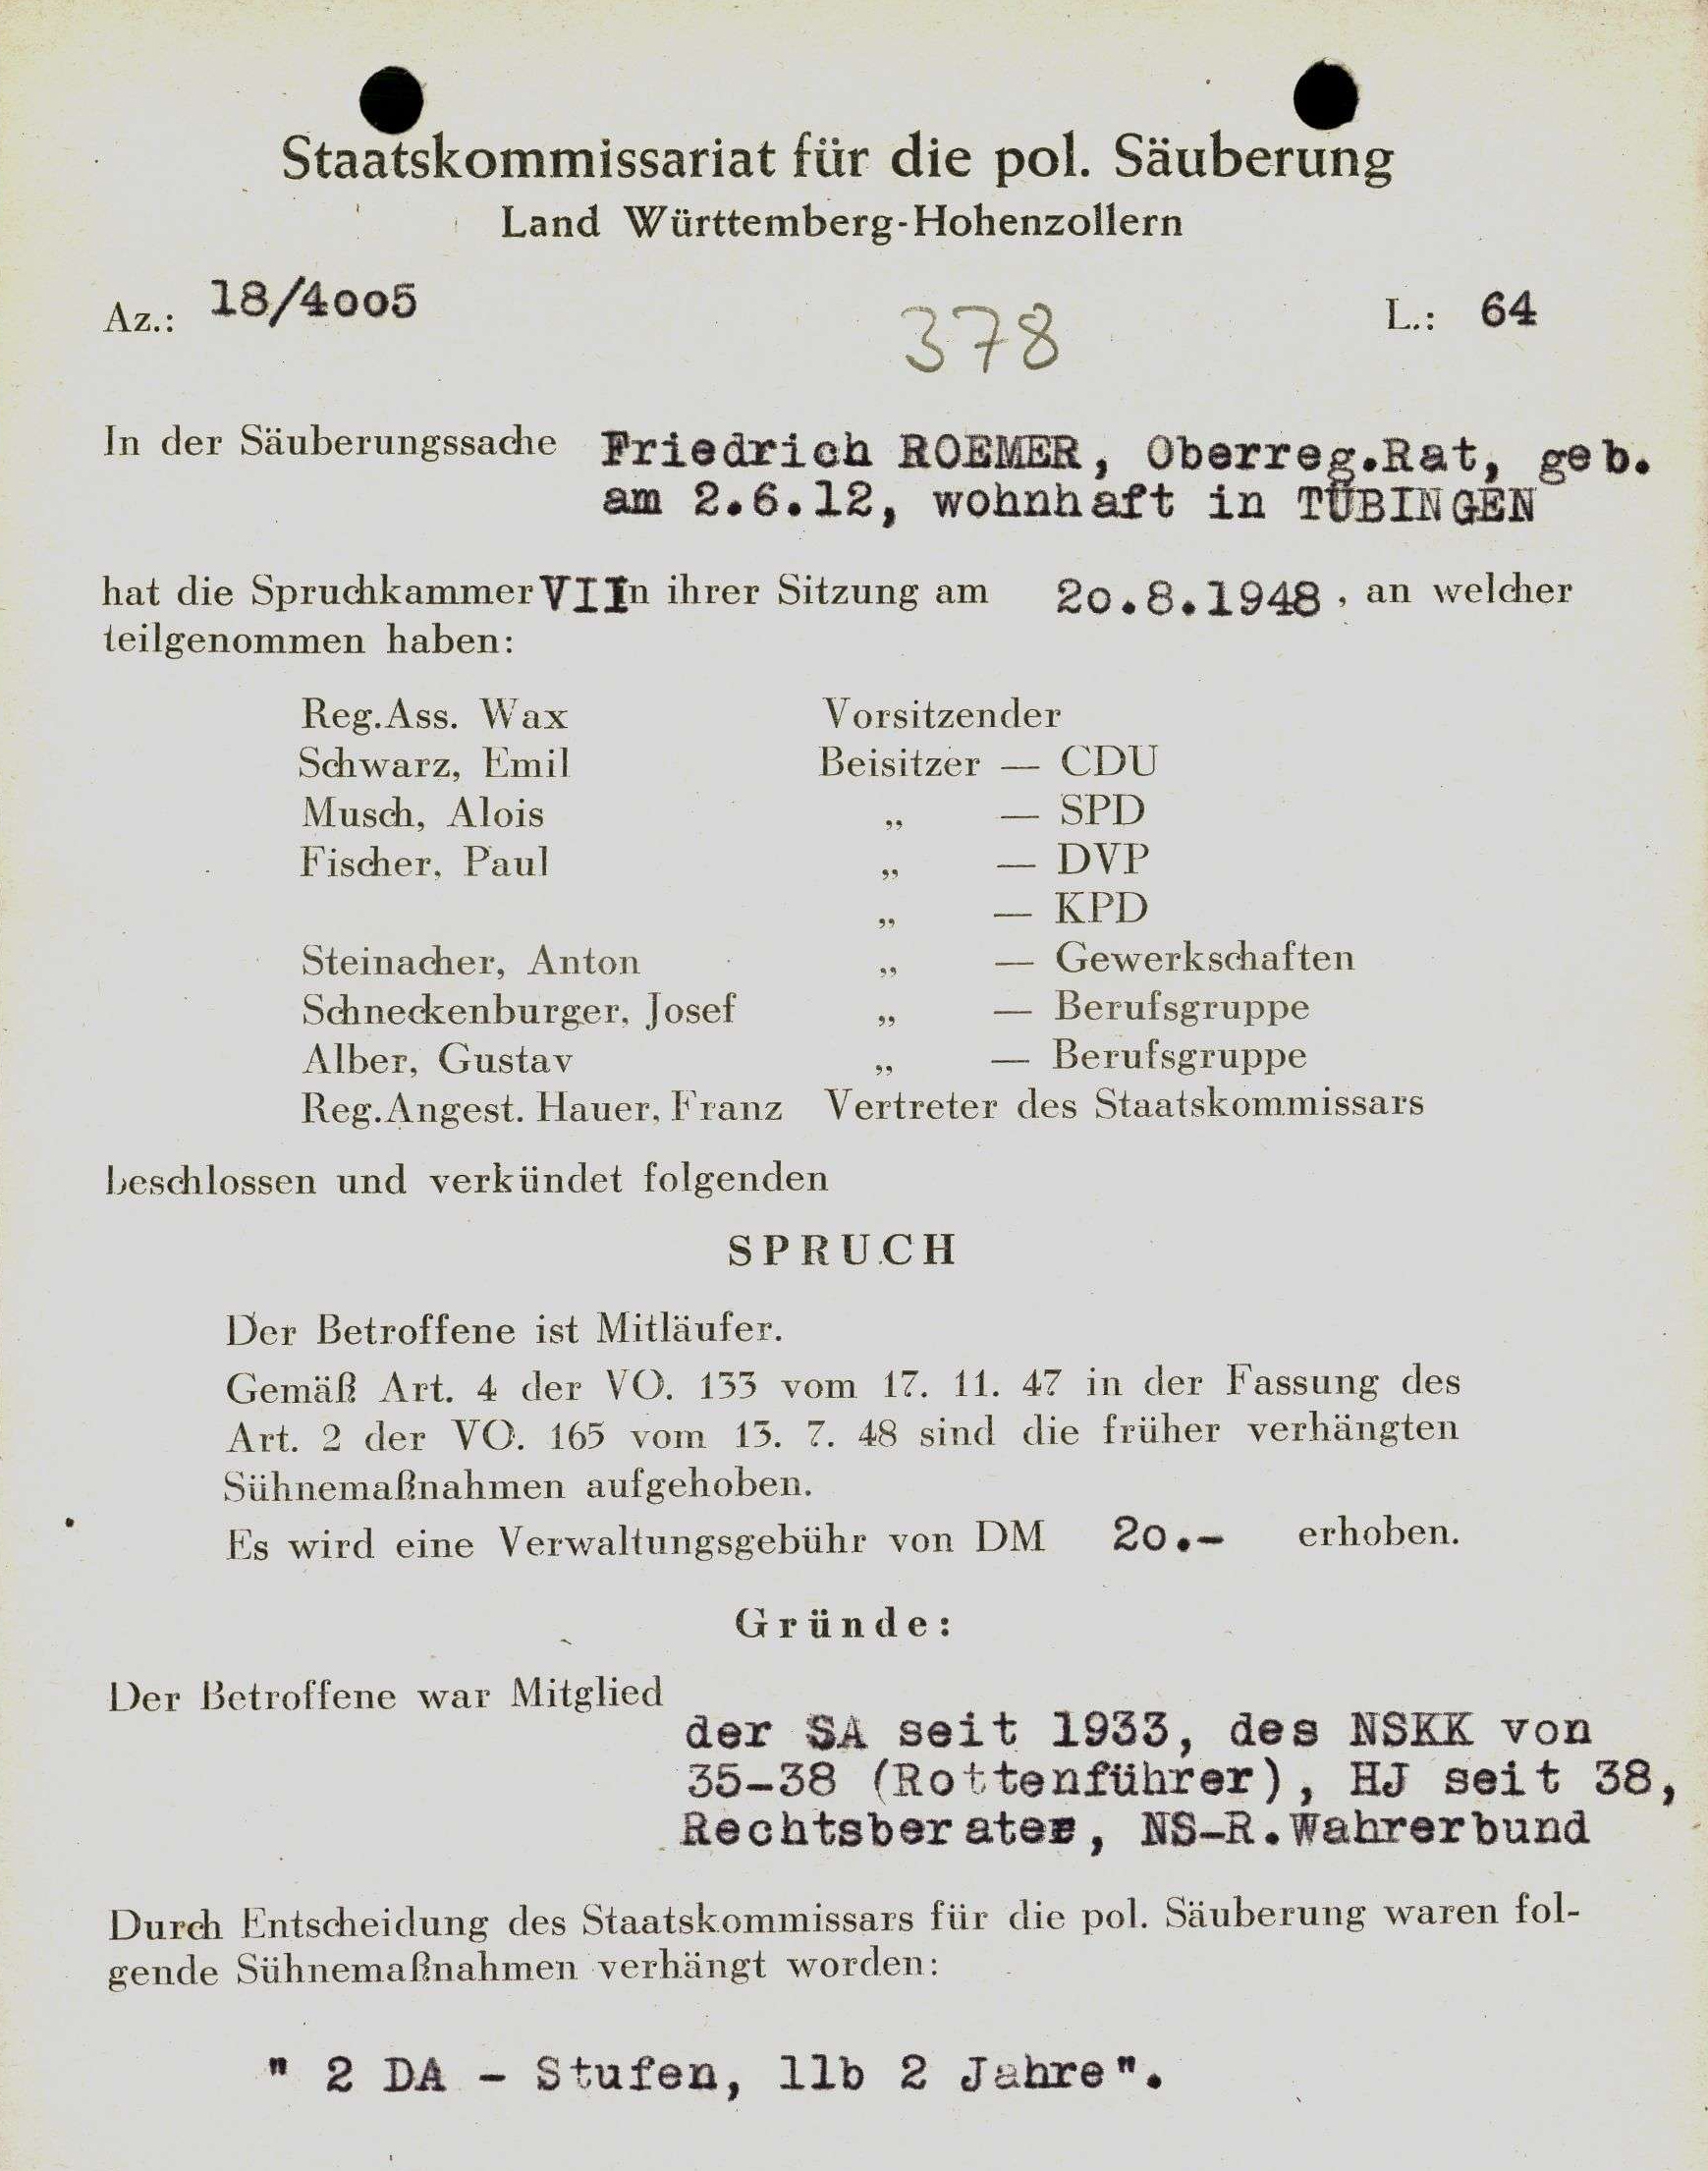 Staatskommissariat für die pol. Säuberung
Land Württemberg-Hohenzollern
Az.: 18/4oo5
378
L.: 64
In der Säuberungssache Friedrich ROEMER, Oberreg.Rat, geb.
am 2.6.12, wohnhaft in TÜBINGEN
hat die Spruchkammer VII in ihrer Sitzung am 2o.8.1948, an welcher
teilgenommen haben:
Reg.Ass. Wax Vorsitzender
Schwarz, Emil Beisitzer — CDU
Musch, Alois „ — SPD
Fischer, Paul „ — DVP
„ — KPD
Steinacher, Anton „ — Gewerkschaften
Schneckenburger, Josef „ — Berufsgruppe
Alber, Gustav „ — Berufsgruppe
Reg.Angest. Hauer, Franz Vertreter des Staatskommissars
beschlossen und verkündet folgenden
SPRUCH
Der Betroffene ist Mitläufer.
Gemäß Art. 4 der VO. 133 vom 17. 11. 47 in der Fassung des
Art. 2 der VO. 165 vom 13. 7. 48 sind die früher verhängten
Sühnemaßnahmen aufgehoben.
Es wird eine Verwaltungsgebühr von DM 2o.- erhoben.
Gründe:
Der Betroffene war Mitglied
der SA seit 1933, des NSKK von
35-38 (Rottenführer), HJ seit 38,
Rechtsberater, NS-R.Wahrerbund
Durch Entscheidung des Staatskommissars für die pol. Säuberung waren fol-
gende Sühnemaßnahmen verhängt worden:
" 2 DA - Stufen, llb 2 Jahre".